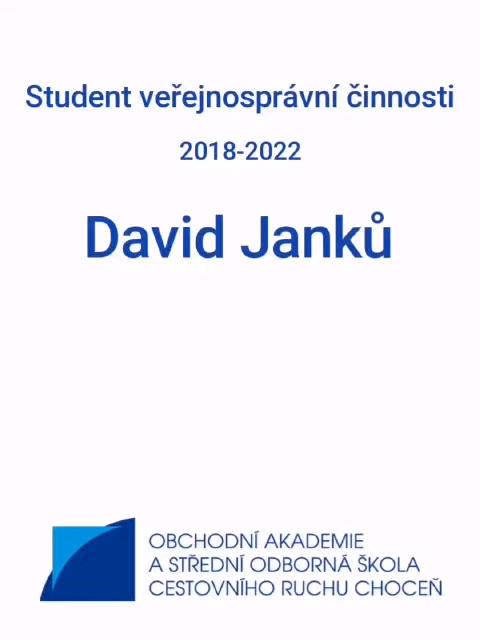 Student veřejnosprávní činnosti
2018-2022
David Janků
OBCHODNÍ AKADEMIE
A STŘEDNÍ ODBORNÁ ŠKOLA
CESTOVNÍHO RUCHU CHOCEŇ